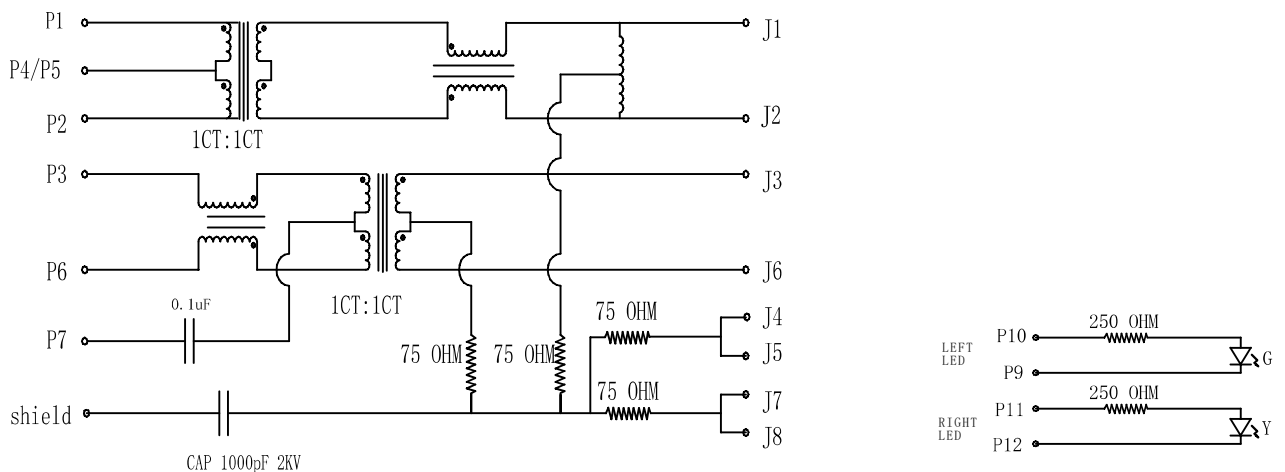 P1
J1
P4/P5
P2
J2
1CT:1CT
P3
J3
P6
J6
0.1uF
1CT:1CT
75 OHM
J4
P7
75 OHM
75 OHM
J5
75 OHM
J7
shield
J8
CAP 1000pF 2KV
250 OHM
P10
LEFT
LED
G
P9
250 OHM
P11
RIGHT
LED
Y
P12